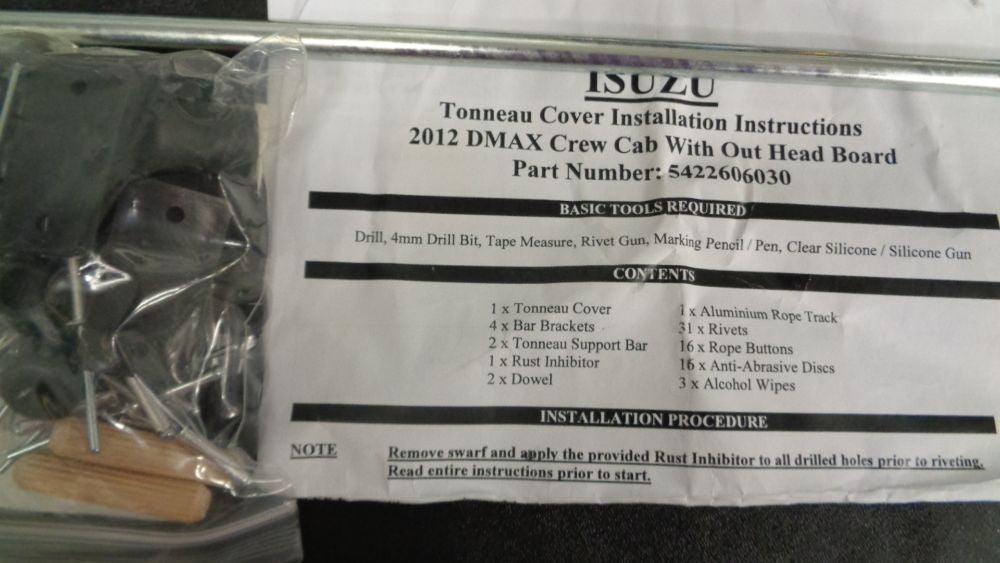 ISUZU
Tonneau Cover Installation Instructions
2012 DMAX Crew Cab With Out Head Board
Part Number: 5422606030
BASIC TOOLS REQUIRED
Drill, 4mm Drill Bit, Tape Measure, Rivet Gun, Marking Pencil / Pen, Clear Silicone / Silicone Gun
CONTENTS
1 x Tonneau Cover
4 x Bar Brackets
2 x Tonneau Support Bar
1 x Rust Inhibitor
2 x Dowel
1 x Aluminium Rope Track
31 x Rivets
16 x Rope Buttons
16 x Anti-Abrasive Discs
3 x Alcohol Wipes
INSTALLATION PROCEDURE
NOTE Remove swarf and apply the provided Rust Inhibitor to all drilled holes prior to riveting.
Read entire instructions prior to start.